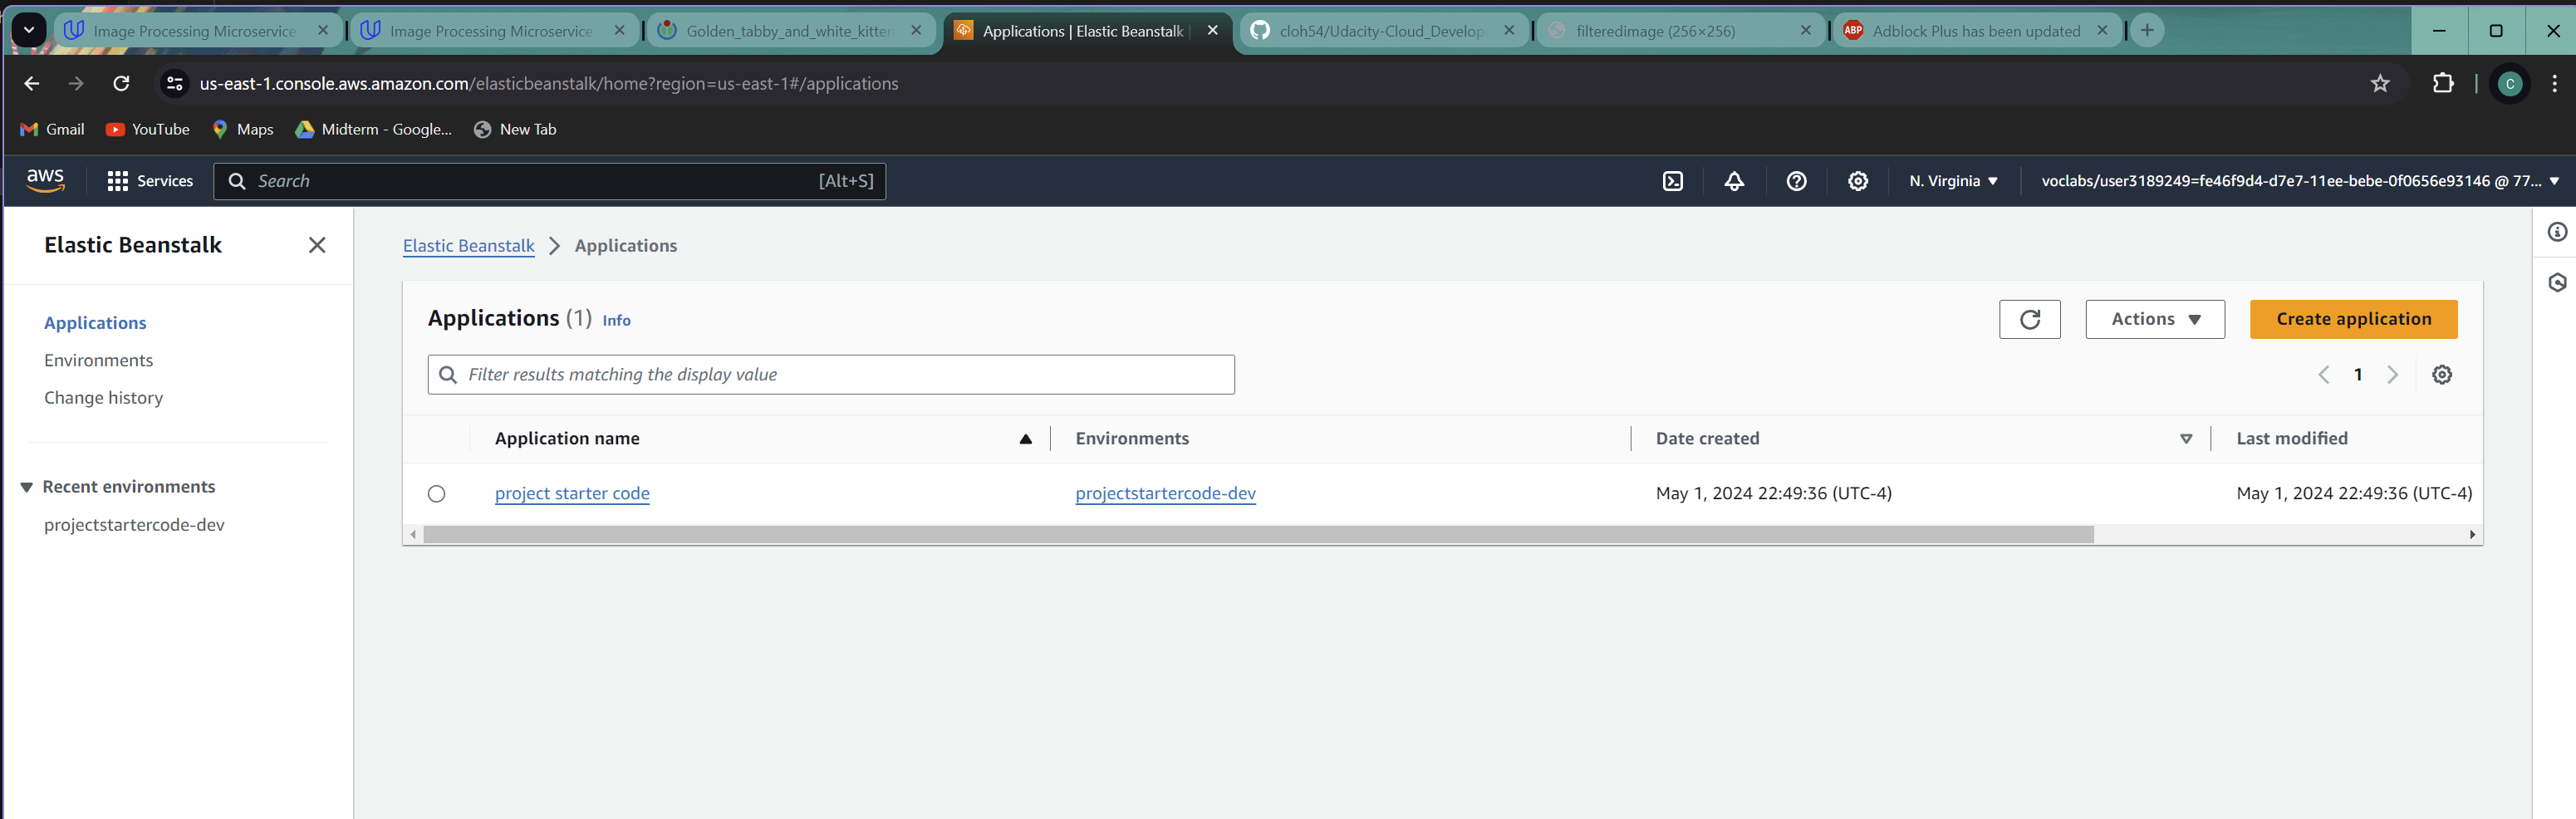 Image Processing Microservice
Image Processing Microservice
Golden_tabby_and_white_kitten
Applications | Elastic Beanstalk |
cloh54/Udacity-Cloud_Develop
filteredimage (256×256)
ABP
Adblock Plus has been updated
us-east-1.console.aws.amazon.com/elasticbeanstalk/home?region=us-east-1#/applications
C
Gmail
YouTube
Maps
Midterm - Google...
New Tab
aws
Services
Search
[Alt+S]
N. Virginia
voclabs/user3189249=fe46f9d4-d7e7-11ee-bebe-0f0656e93146 @ 77...
Elastic Beanstalk
Applications
Environments
Change history
Recent environments
projectstartercode-dev
Elastic Beanstalk
Applications
Applications (1) Info
Actions
Create application
Filter results matching the display value
1
Application name
Environments
Date created
Last modified
project starter code
projectstartercode-dev
May 1, 2024 22:49:36 (UTC-4)
May 1, 2024 22:49:36 (UTC-4)